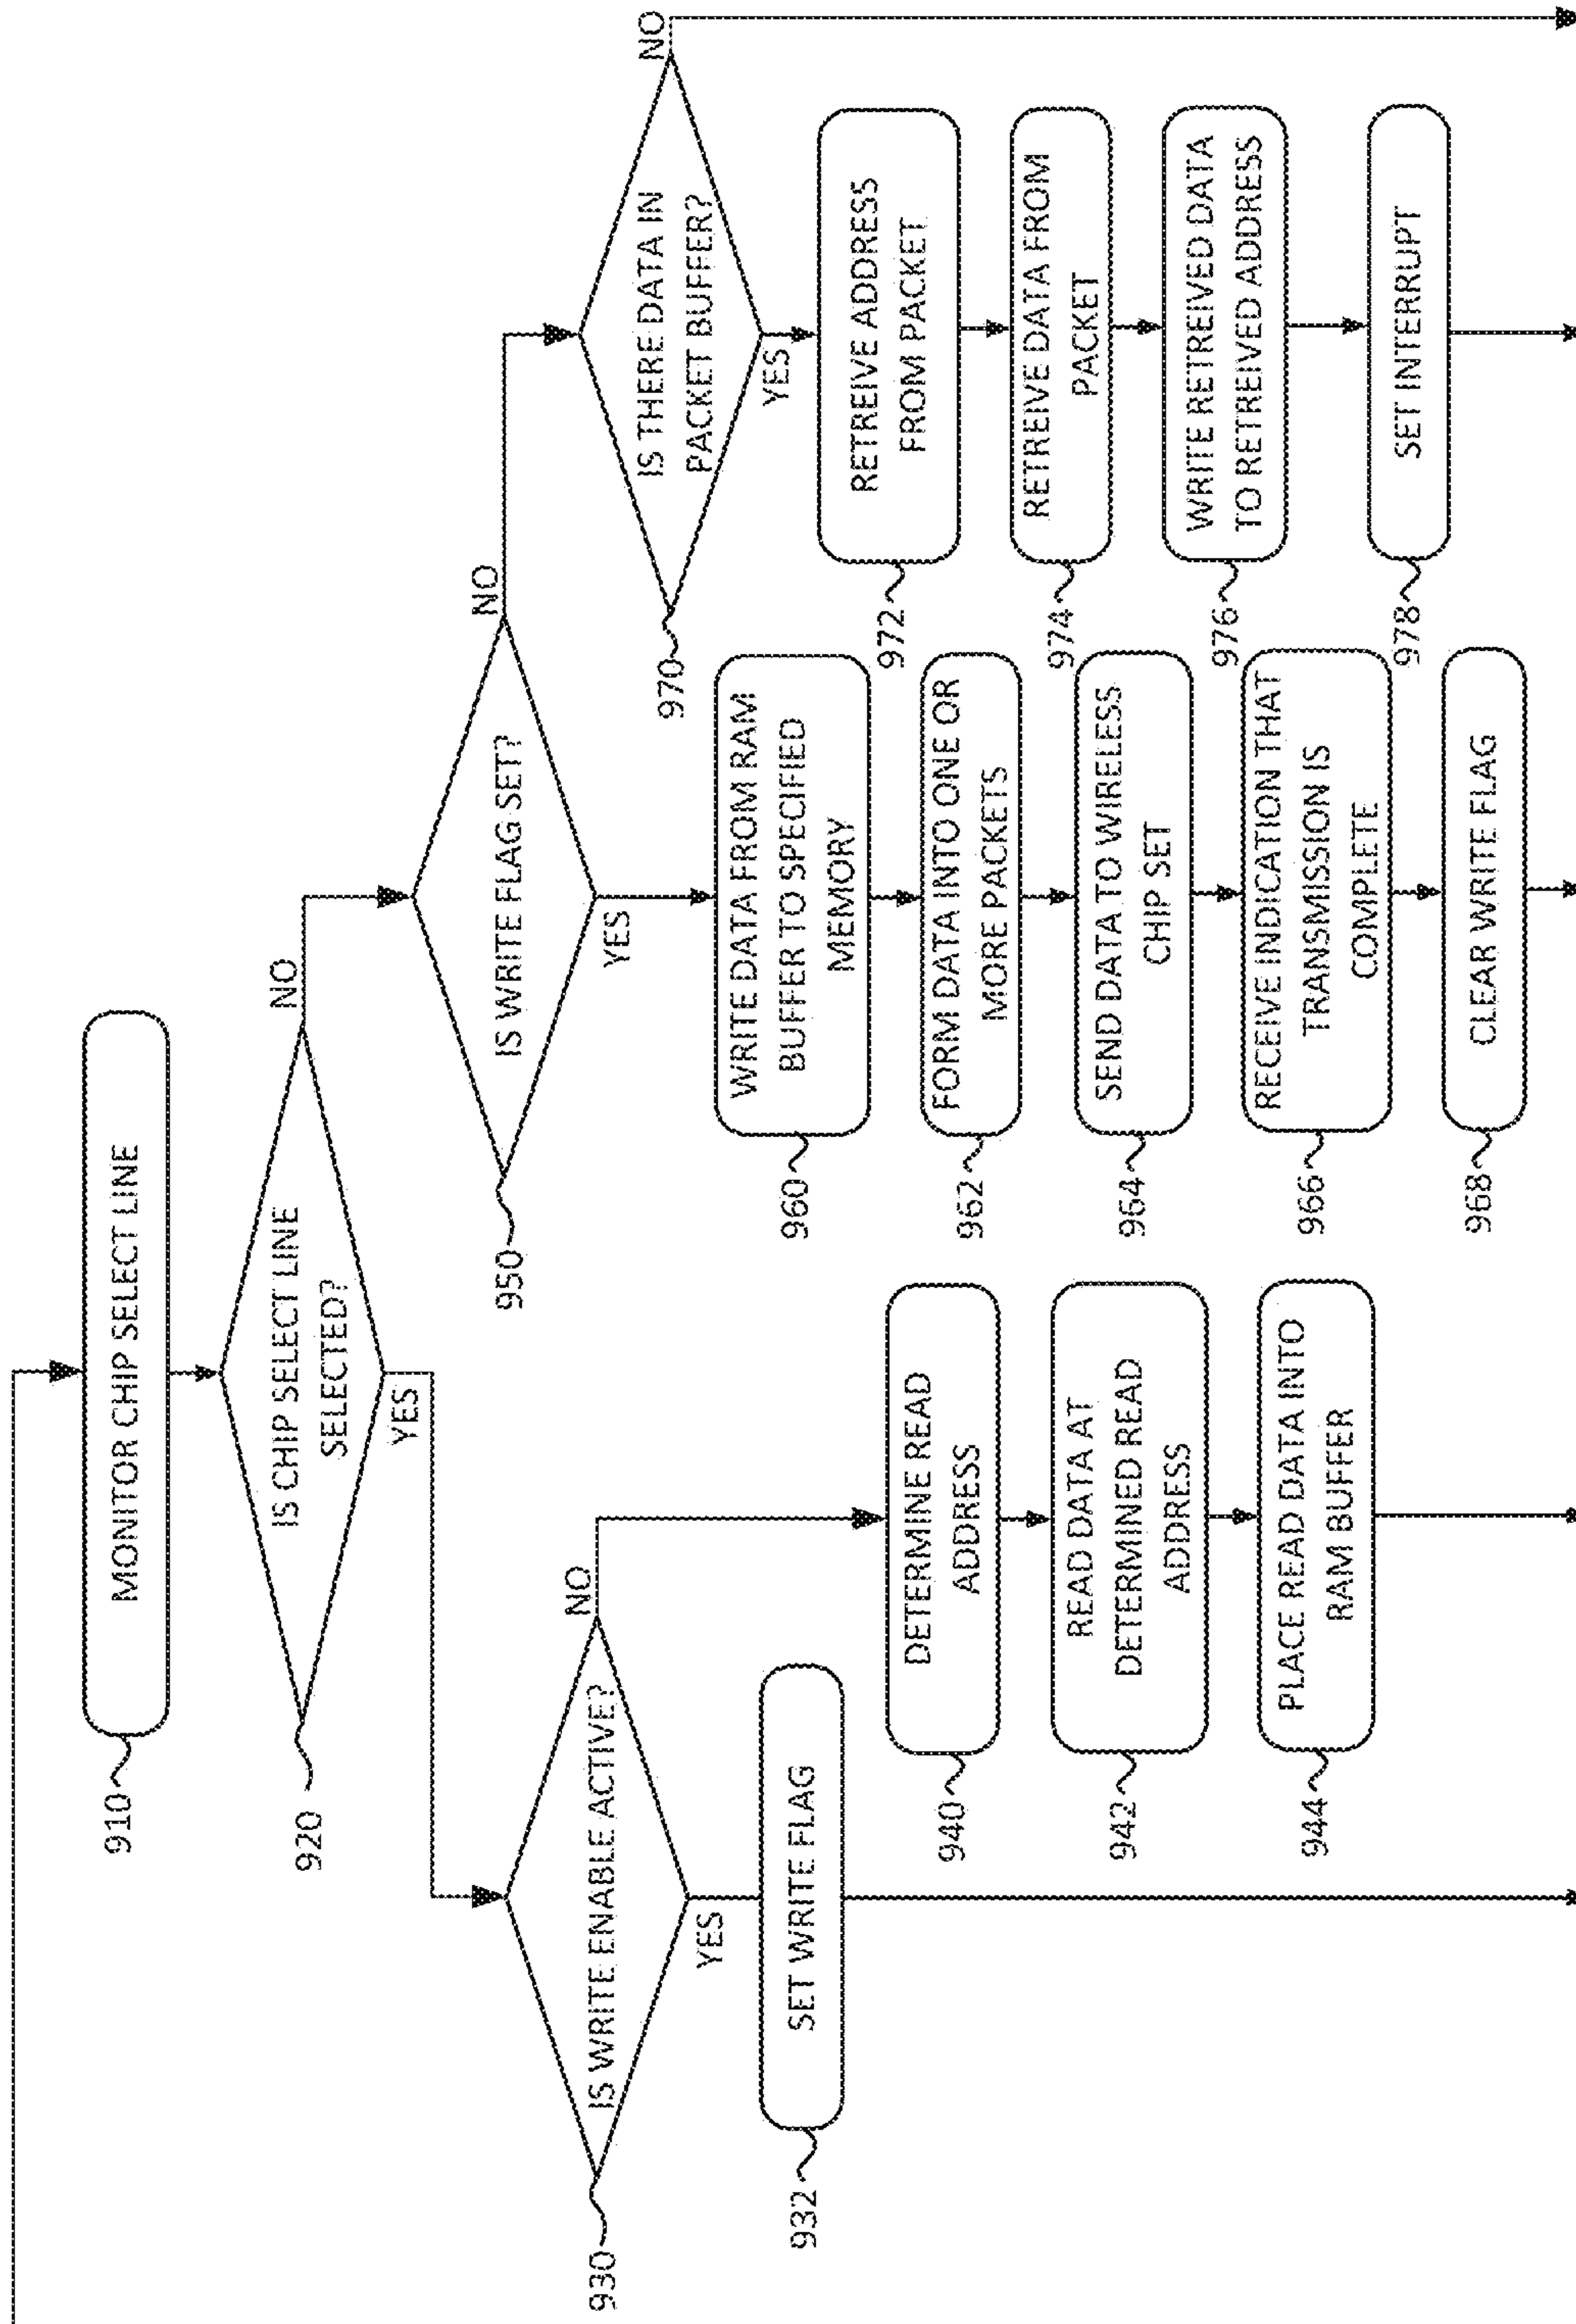 910
MONITOR CHIP SELECT LINE
920
IS CHIP SELECT LINE
SELECTED?
NO
YES
930
IS WRITE ENABLE ACTIVE?
NO
YES
932
SET WRITE FLAG
940
DETERMINE READ
ADDRESS
942
READ DATA AT
DETERMINED READ
ADDRESS
944
PLACE READ DATA INTO
RAM BUFFER
950
IS WRITE FLAG SET?
NO
YES
960
WRITE DATA FROM RAM
BUFFER TO SPECIFIED
MEMORY
962
FORM DATA INTO ONE OR
MORE PACKETS
964
SEND DATA TO WIRELESS
CHIP SET
966
RECEIVE INDICATION THAT
TRANSMISSION IS
COMPLETE
968
CLEAR WRITE FLAG
970
IS THERE DATA IN
PACKET BUFFER?
NO
YES
972
RETREIVE ADDRESS
FROM PACKET
974
RETREIVE DATA FROM
PACKET
976
WRITE RETREIVED DATA
TO RETREIVED ADDRESS
978
SET INTERRUPT